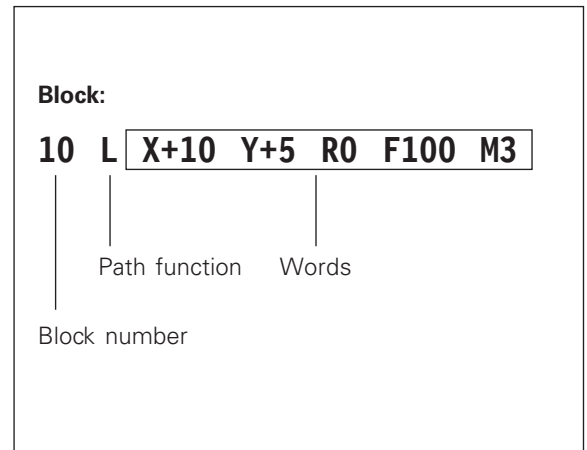 Block:
10 L X+10 Y+5 R0 F100 M3
Path function Words
Block number